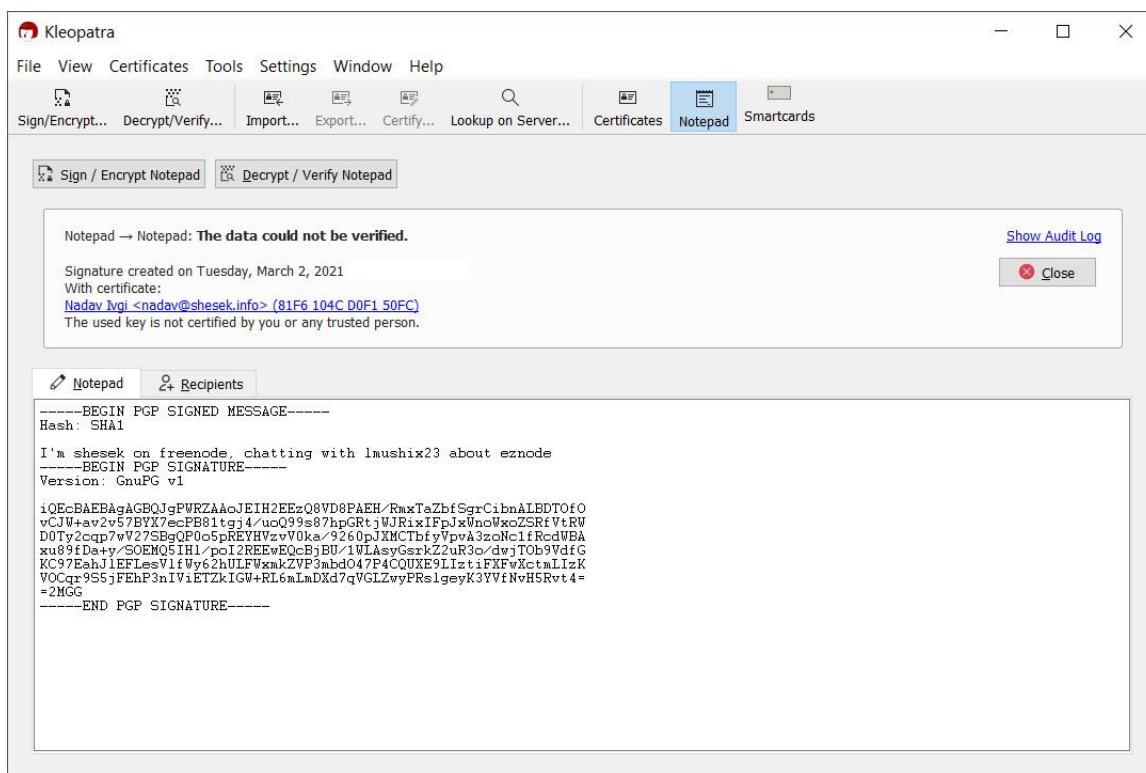 Kleopatra
File View Certificates Tools Settings Window Help
Sign/Encrypt... Decrypt/Verify... Import... Export... Certify... Lookup on Server... Certificates Notepad Smartcards
Sign / Encrypt Notepad Decrypt / Verify Notepad
Notepad → Notepad: The data could not be verified.
Show Audit Log
Signature created on Tuesday, March 2, 2021
Close
With certificate:
Nadav Ivgi <nadav@shesek.info> (81F6 104C D0F1 50FC)
The used key is not certified by you or any trusted person.
Notepad Recipients
-----BEGIN PGP SIGNED MESSAGE-----
Hash: SHA1
I'm shesek on freenode, chatting with lmushix23 about eznode
-----BEGIN PGP SIGNATURE-----
Version: GnuPG v1
iQEcBAEBAgAGBQJgPWRZAAoJEIH2EEzQ8VD8PAEH/RmxTaZbfSgrCibnALBDTOfO
vCJW+av2v57BYX7ecPB81tgj4/uoQ99s87hpGRtjWJRixIFpJxWnoWxoZSRfVtRW
D0Ty2cqp7wV27SBgQP0o5pREYHVzvV0ka/9260pJXMCTbfyVpvA3zoNc1fRcdWBA
xu89fDa+y/SOEMQ5IHl/poI2REEwEQcBjBU/1WLAsyGsrkZ2uR3o/dwjTOb9VdfG
KC97EahJlEFLesVlfWy62hULFWxmkZVP3mbdO47P4CQUXE9LIztiFXFwXctmLIzK
VOCqr9S5jFEhP3nIViETZkIGW+RL6mLmDXd7qVGLZwyPRslgeyK3YVfNvH5Rvt4=
=2MGG
-----END PGP SIGNATURE-----